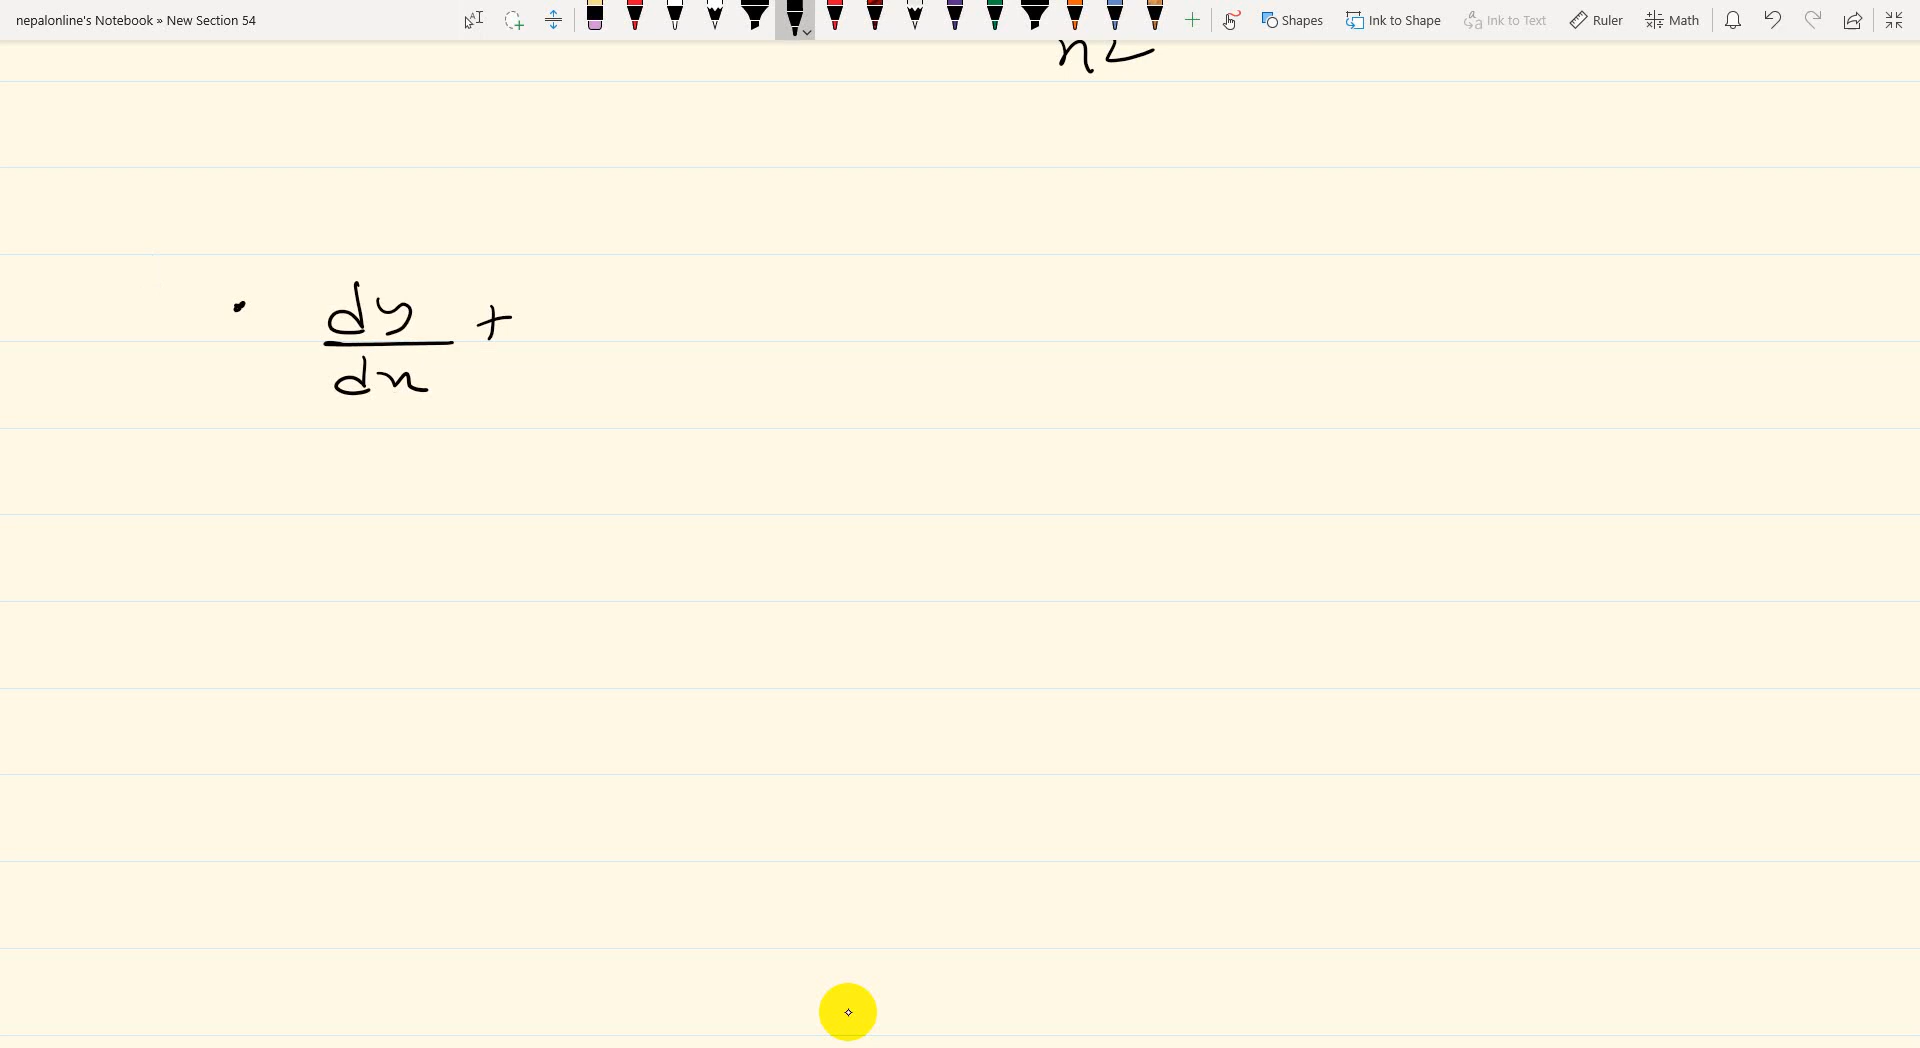 nepalonline's Notebook » New Section 54
Shapes
Ink to Shape
Ink to Text
Ruler
Math
dy +
dx